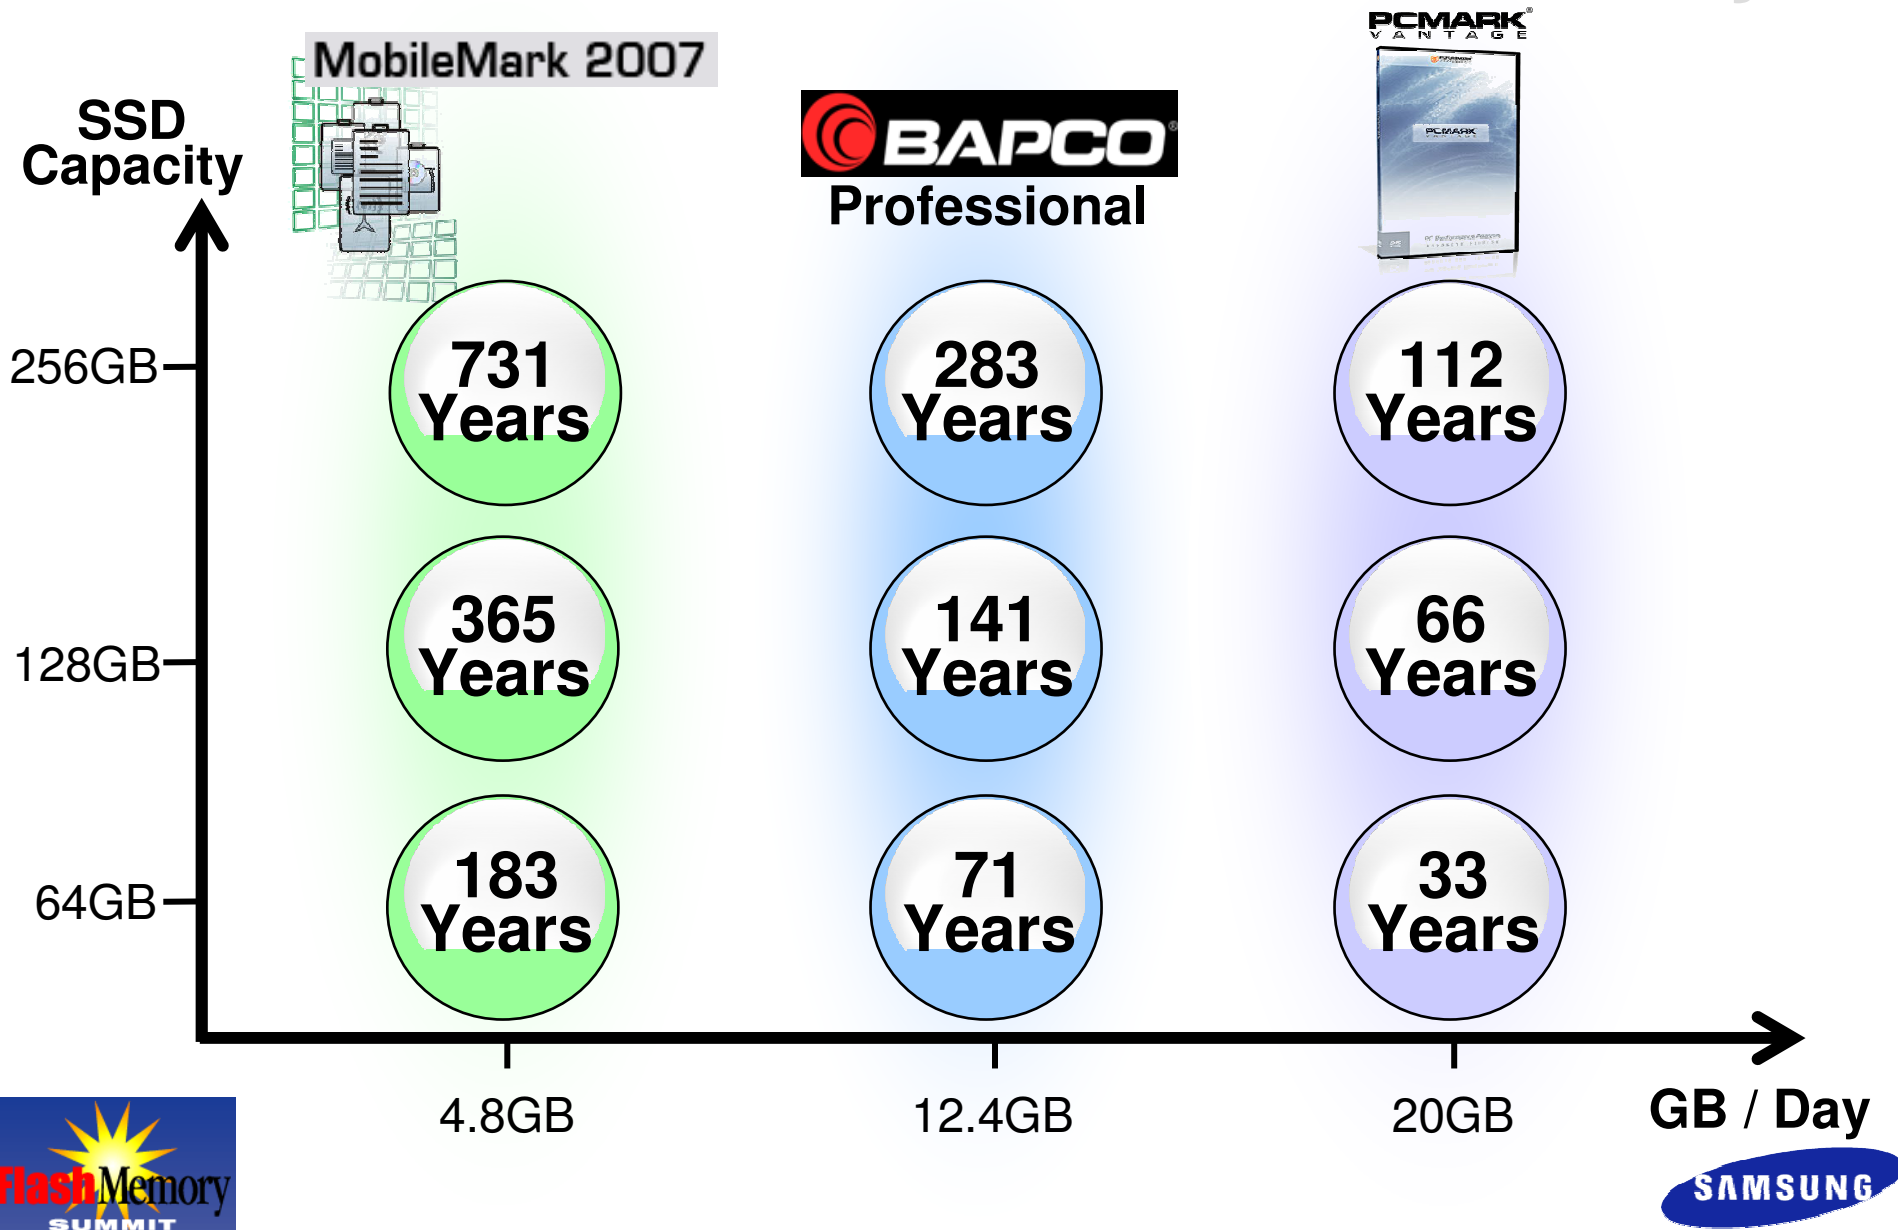 PCMARK®
VANTAGE
MobileMark 2007
SSD
Capacity
BAPCO®
Professional
PCMARK
256GB
731
Years
283
Years
112
Years
128GB
365
Years
141
Years
66
Years
64GB
183
Years
71
Years
33
Years
4.8GB
12.4GB
20GB
GB / Day
FlashMemory
SUMMIT
SAMSUNG